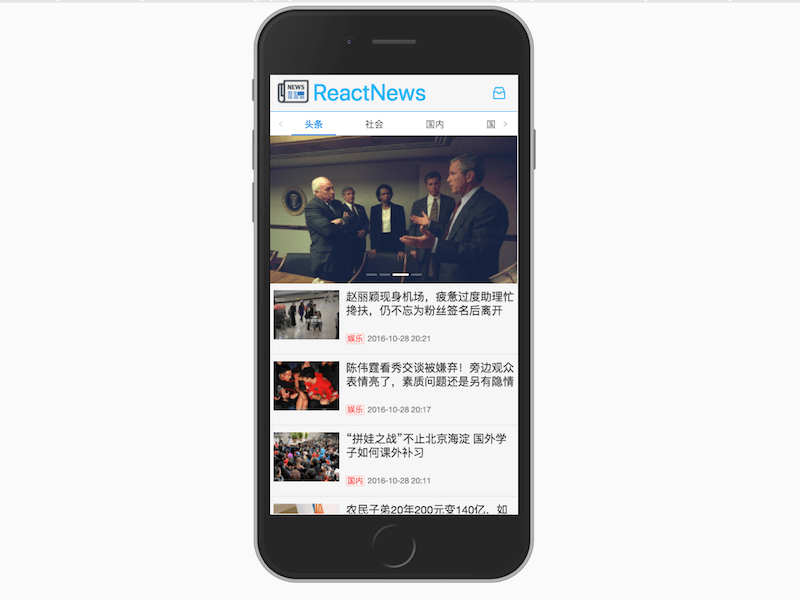 NEWS
ReactNews
头条 社会 国内 国
赵丽颖现身机场，疲惫过度助理忙
搀扶，仍不忘为粉丝签名后离开
娱乐 2016-10-28 20:21
陈伟霆看秀交谈被嫌弃！旁边观众
表情亮了，素质问题还是另有隐情
娱乐 2016-10-28 20:17
“拼娃之战”不止北京海淀 国外学
子如何课外补习
国内 2016-10-28 20:11
农民子弟20年200元变140亿，如